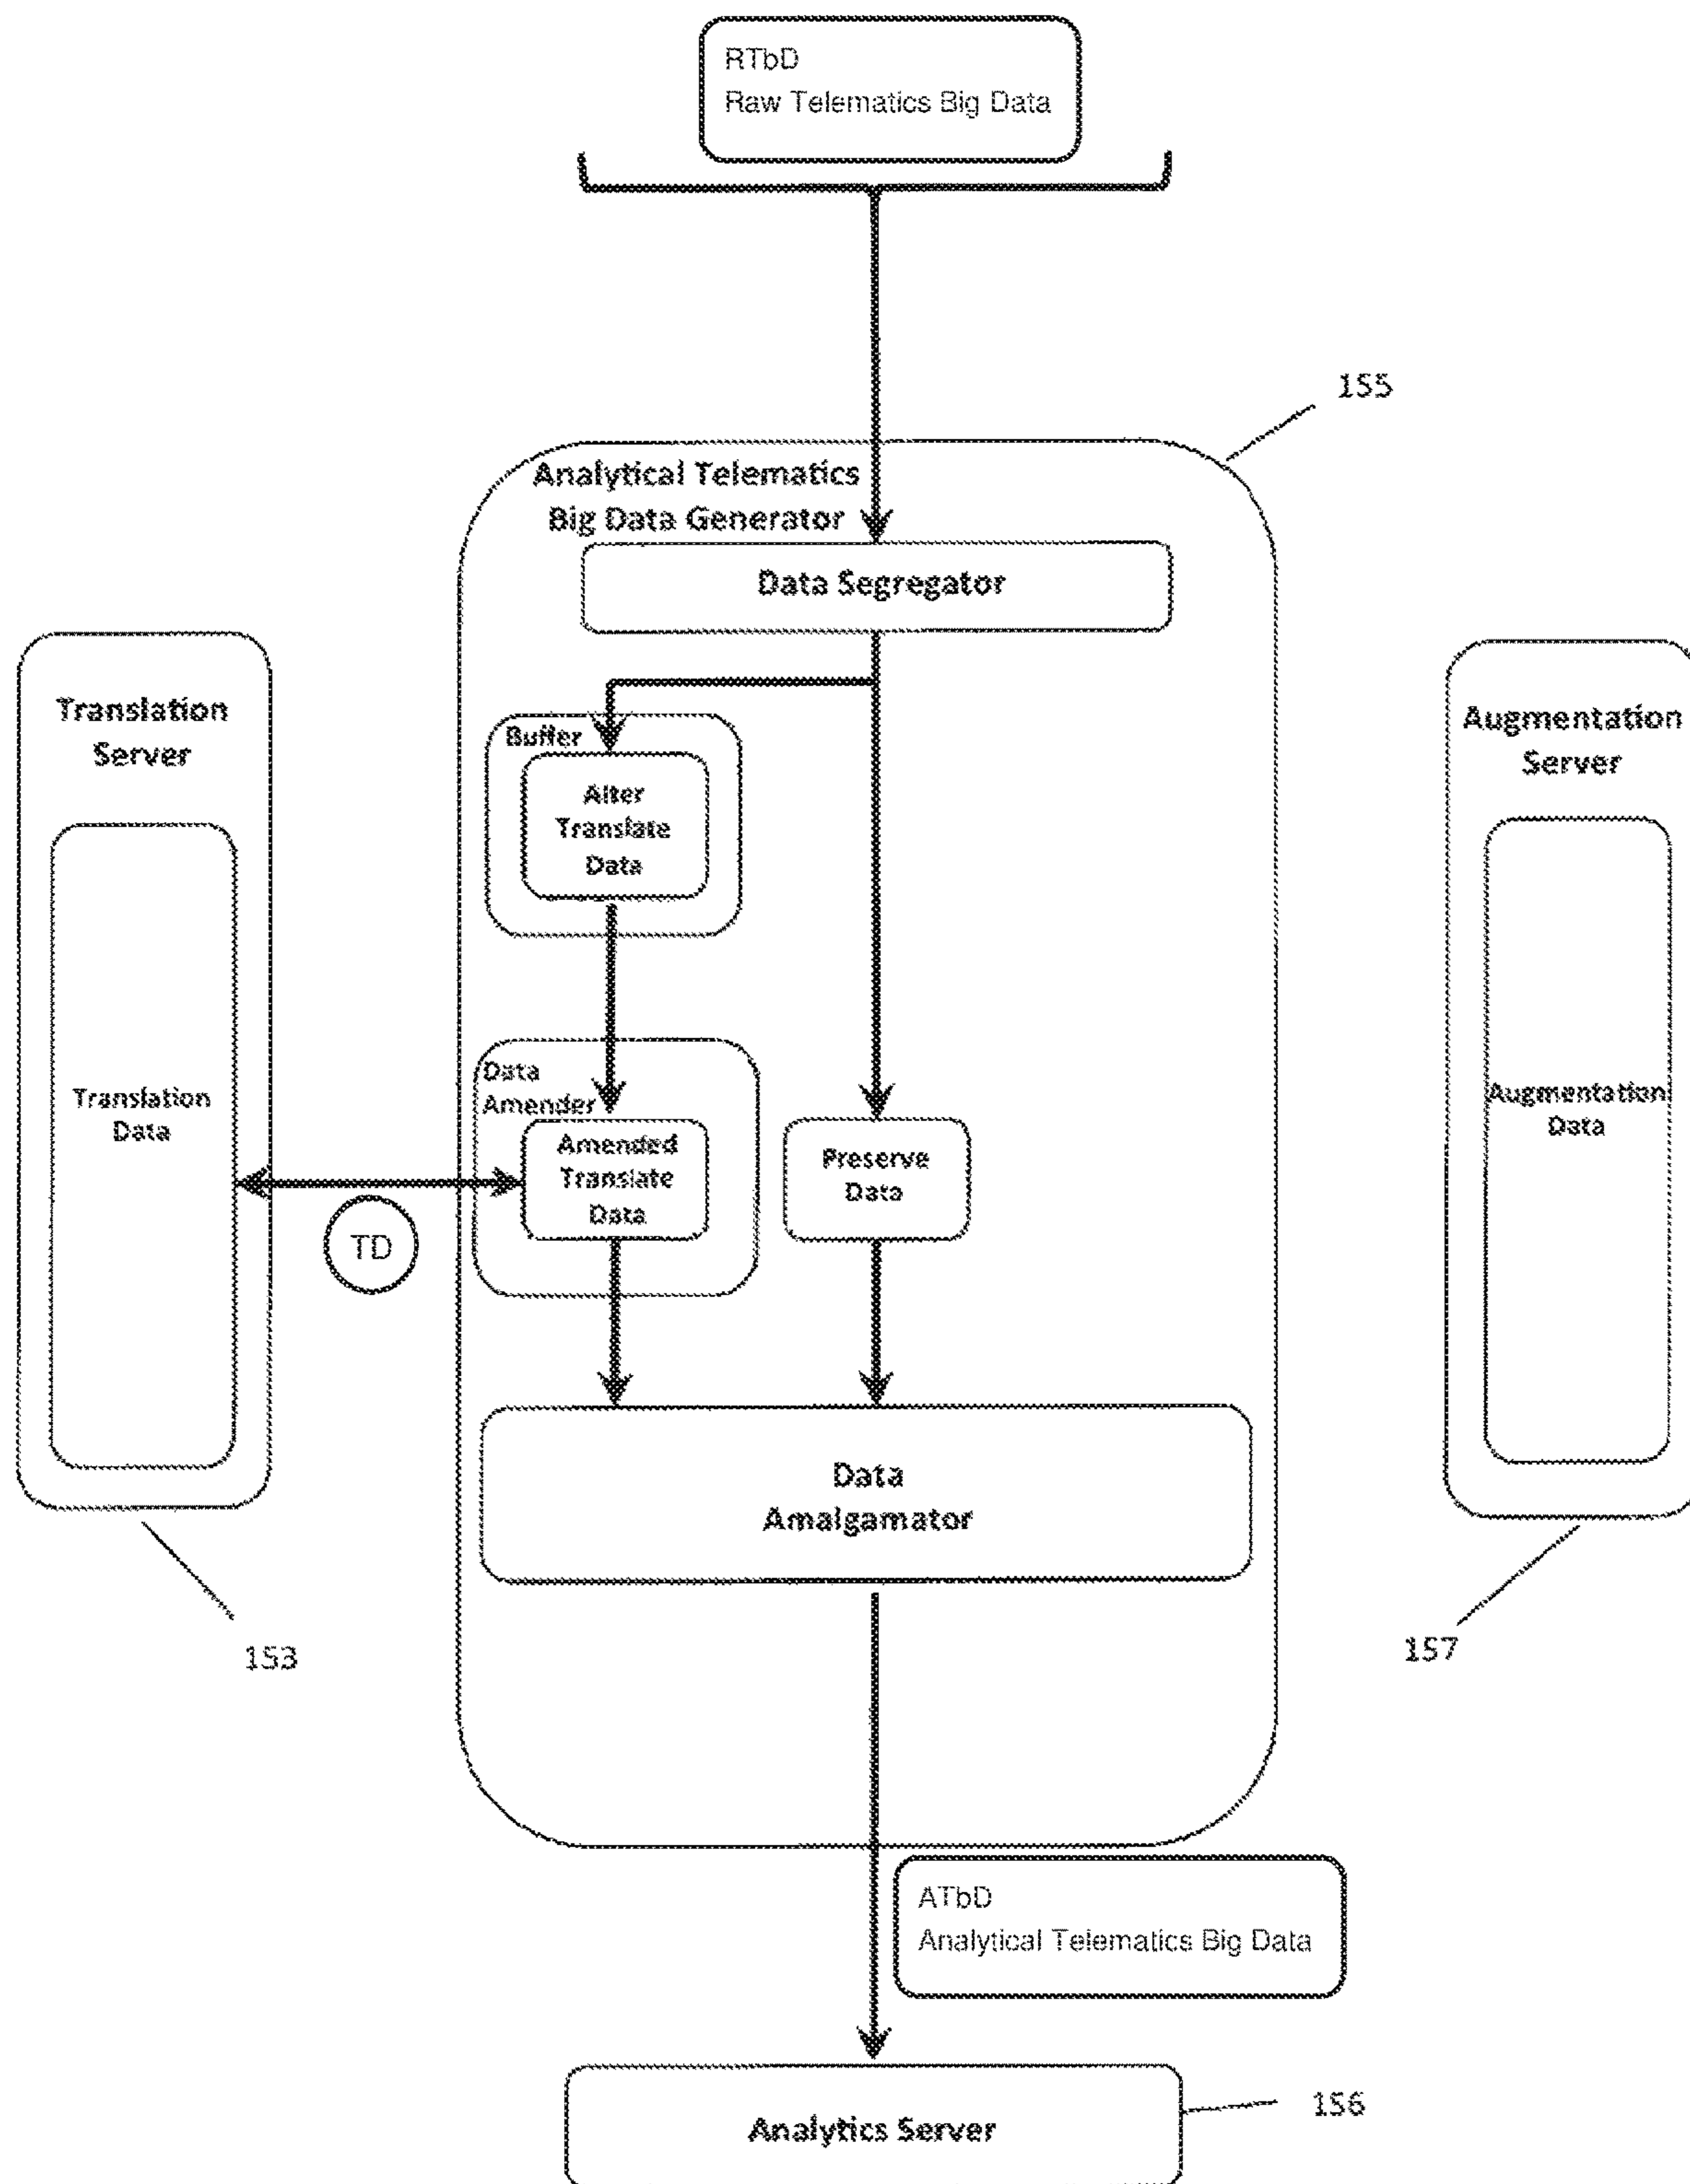 RTbD
Raw Telematics Big Data
155
Analytical Telematics
Big Data Generator
Data Segregator
Translation
Server
Augmentation
Server
Buffer
Alter
Translate
Data
Data
Amender
Translation
Data
Amended
Translate
Data
Preserve
Data
Augmentation
Data
TD
Data
Amalgamator
153
157
ATbD
Analytical Telematics Big Data
156
Analytics Server